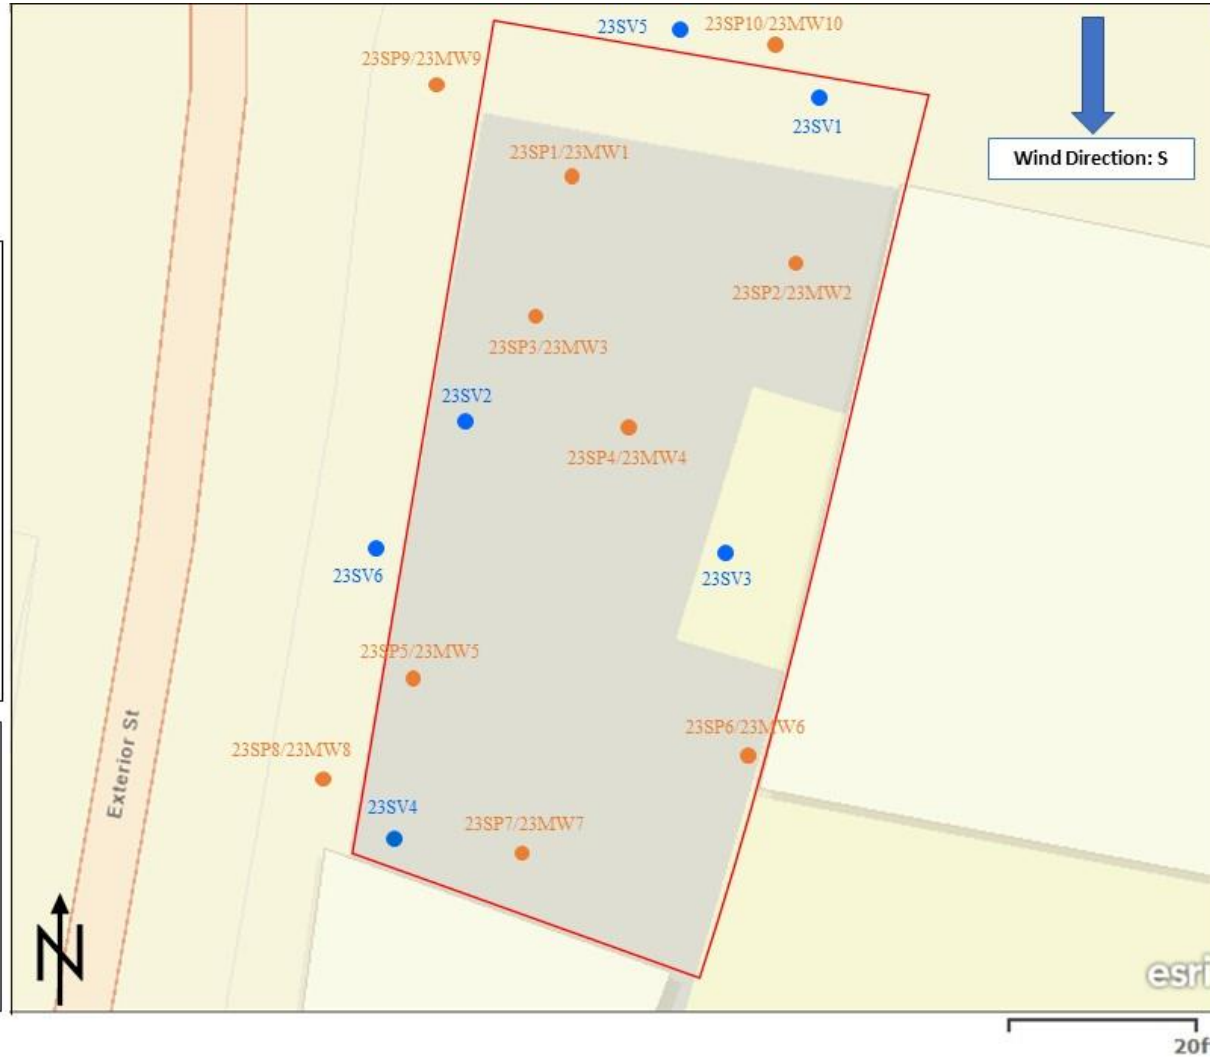 23SV5
23SP10/23MW10
23SP9/23MW9
23SV1
Wind Direction: S
23SP1/23MW1
23SP2/23MW2
23SP3/23MW3
23SV2
23SP4/23MW4
23SV6
23SV3
23SP5/23MW5
23SP6/23MW6
23SP8/23MW8
Exterior St
23SV4
23SP7/23MW7
N
esri
20f